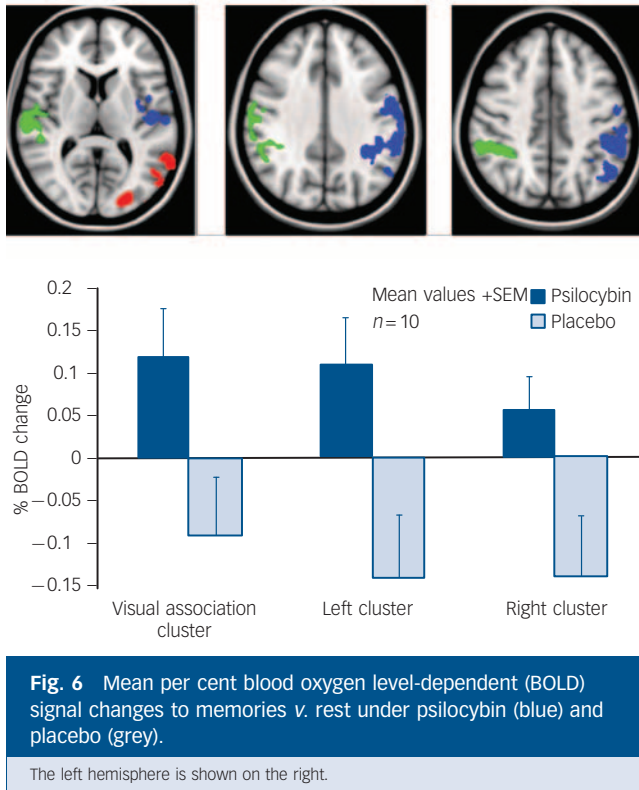 0.2
0.15
0.1
0.05
0
−0.05
−0.1
−0.15
% BOLD change
Mean values +SEM
n=10
Psilocybin
Placebo
Visual association
cluster
Left cluster
Right cluster
Fig. 6 Mean per cent blood oxygen level-dependent (BOLD)
signal changes to memories v. rest under psilocybin (blue) and
placebo (grey).
The left hemisphere is shown on the right.